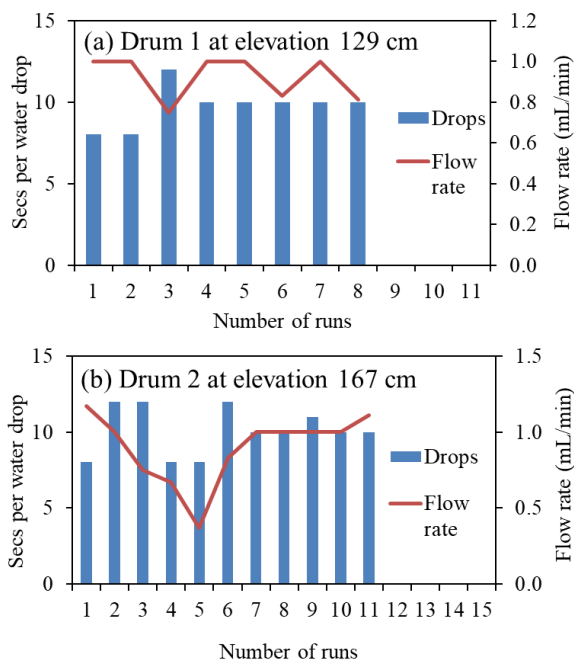 (a) Drum 1 at elevation 129 cm
Secs per water drop
15
10
5
0
1.2
1.0
0.8
0.6
0.4
0.2
0.0
Flow rate (mL/min)
Drops
Flow
rate
1 2 3 4 5 6 7 8 9 10 11
Number of runs
(b) Drum 2 at elevation 167 cm
Secs per water drop
15
10
5
0
1.5
1.0
0.5
0.0
Flow rate (mL/min)
Drops
Flow
rate
1 2 3 4 5 6 7 8 9 10 11 12 13 14 15
Number of runs